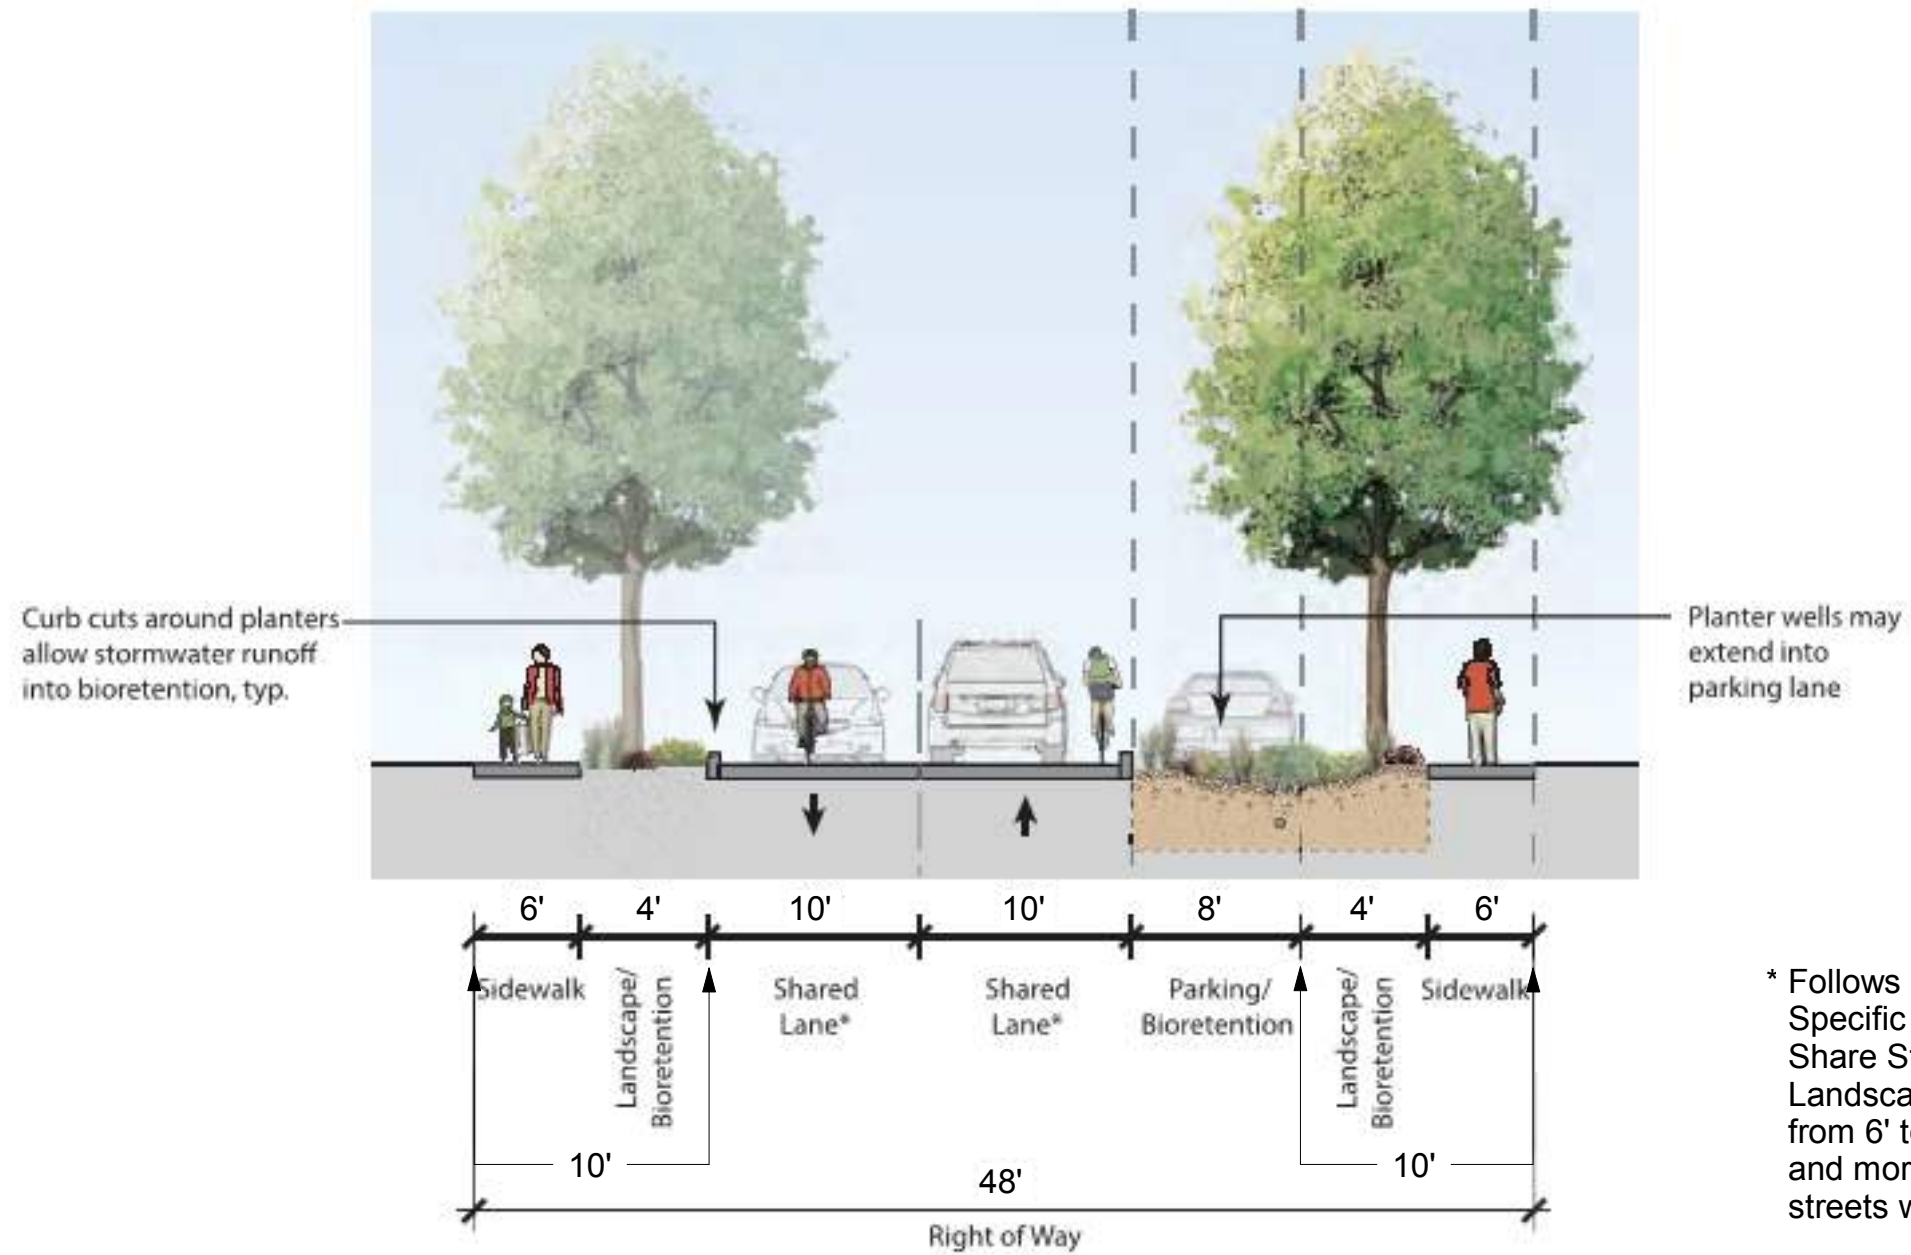 Curb cuts around planters
allow stormwater runoff
into bioretention, typ.
Planter wells may
extend into
parking lane
6' 4' 10' 10' 8' 4' 6'
Sidewalk
Landscape/
Bioretention
Shared
Lane*
Shared
Lane*
Parking/
Bioretention
Landscape/
Bioretention
Sidewalk
10'
10'
48'
Right of Way
* Follows
Specific
Share
from 6'
and
streets